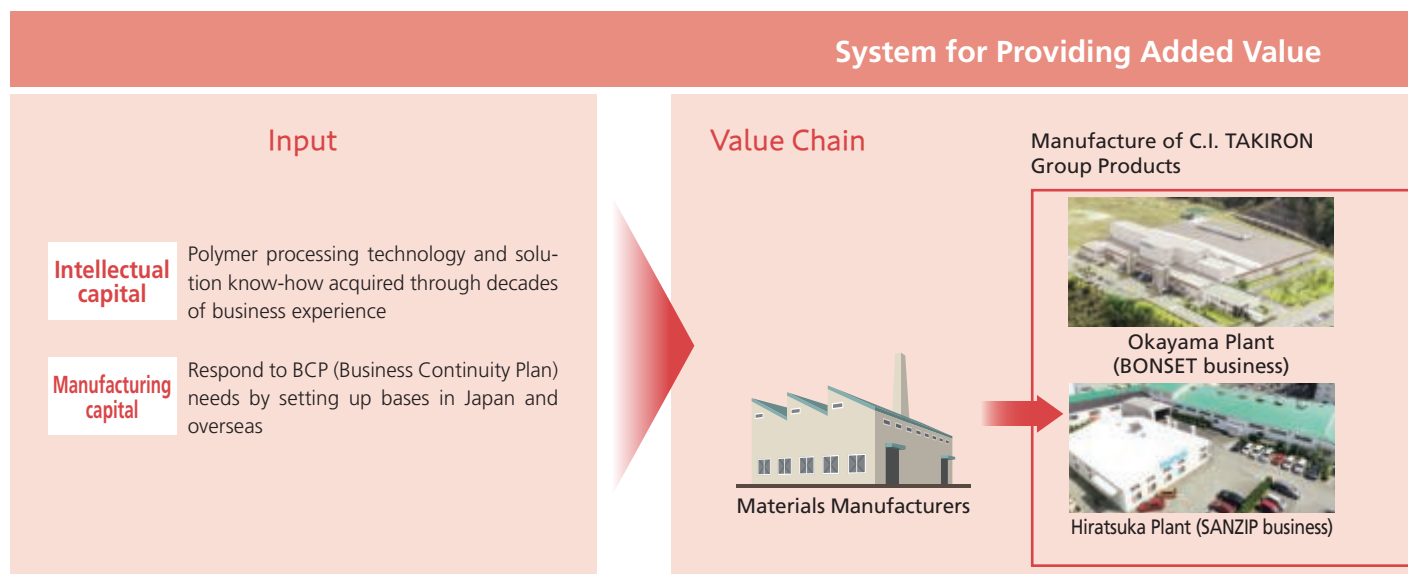 System for Providing Added Value
Input
Intellectual
capital
Polymer processing technology and solu-
tion know-how acquired through decades
of business experience
Manufacturing
capital
Respond to BCP (Business Continuity Plan)
needs by setting up bases in Japan and
overseas
Value Chain
Materials Manufacturers
Manufacture of C.I. TAKIRON
Group Products
Okayama Plant
(BONSET business)
Hiratsuka Plant (SANZIP business)